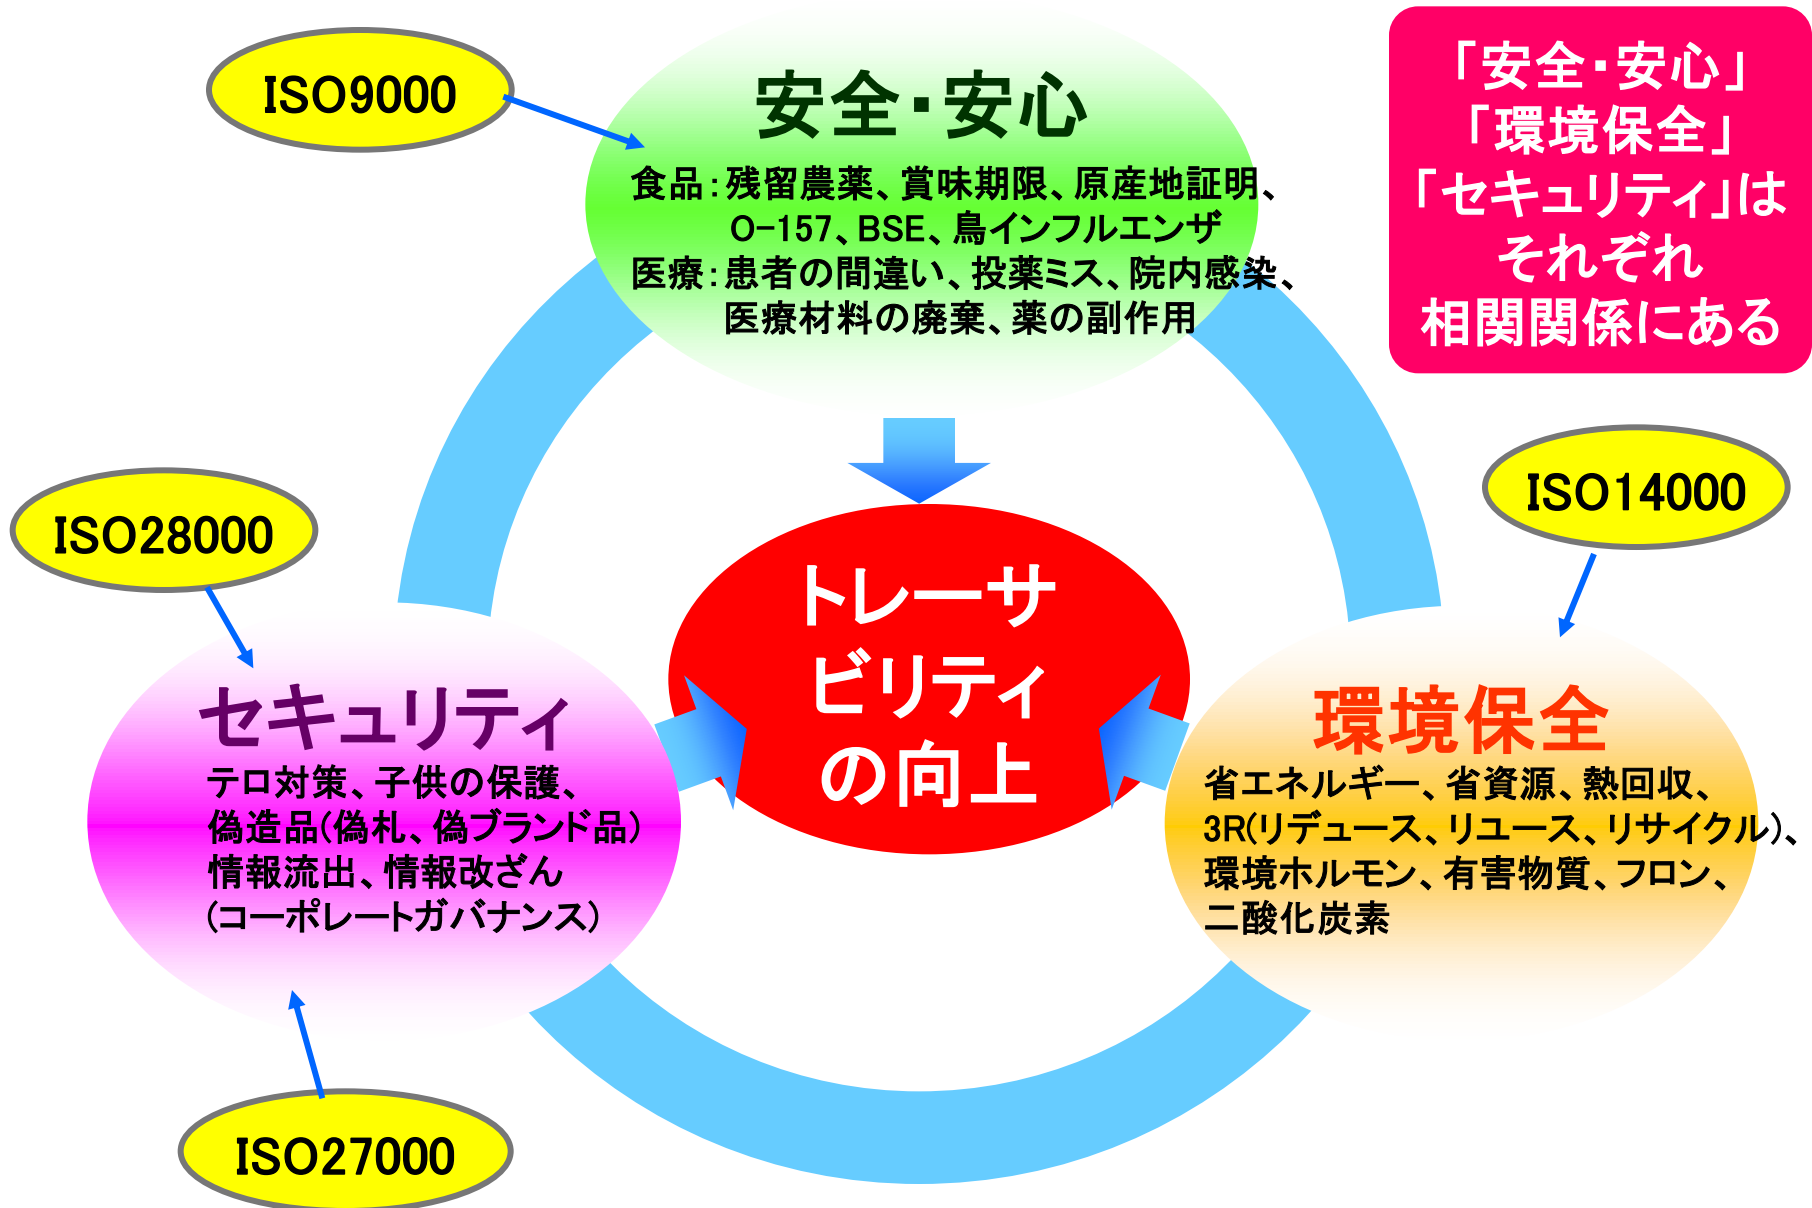 ISO9000
安全・安心
食品：残留農薬、賞味期限、原産地証明、
O-157、BSE、鳥インフルエンザ
医療：患者の間違い、投薬ミス、院内感染、
医療材料の廃棄、薬の副作用
「安全・安心」
「環境保全」
「セキュリティ」は
それぞれ
相関関係にある
ISO28000
ISO14000
トレーサ
ビリティ
の向上
セキュリティ
テロ対策、子供の保護、
偽造品(偽札、偽ブランド品)
情報流出、情報改ざん
(コーポレートガバナンス)
環境保全
省エネルギー、省資源、熱回収、
3R(リデュース、リユース、リサイクル)、
環境ホルモン、有害物質、フロン、
二酸化炭素
ISO27000